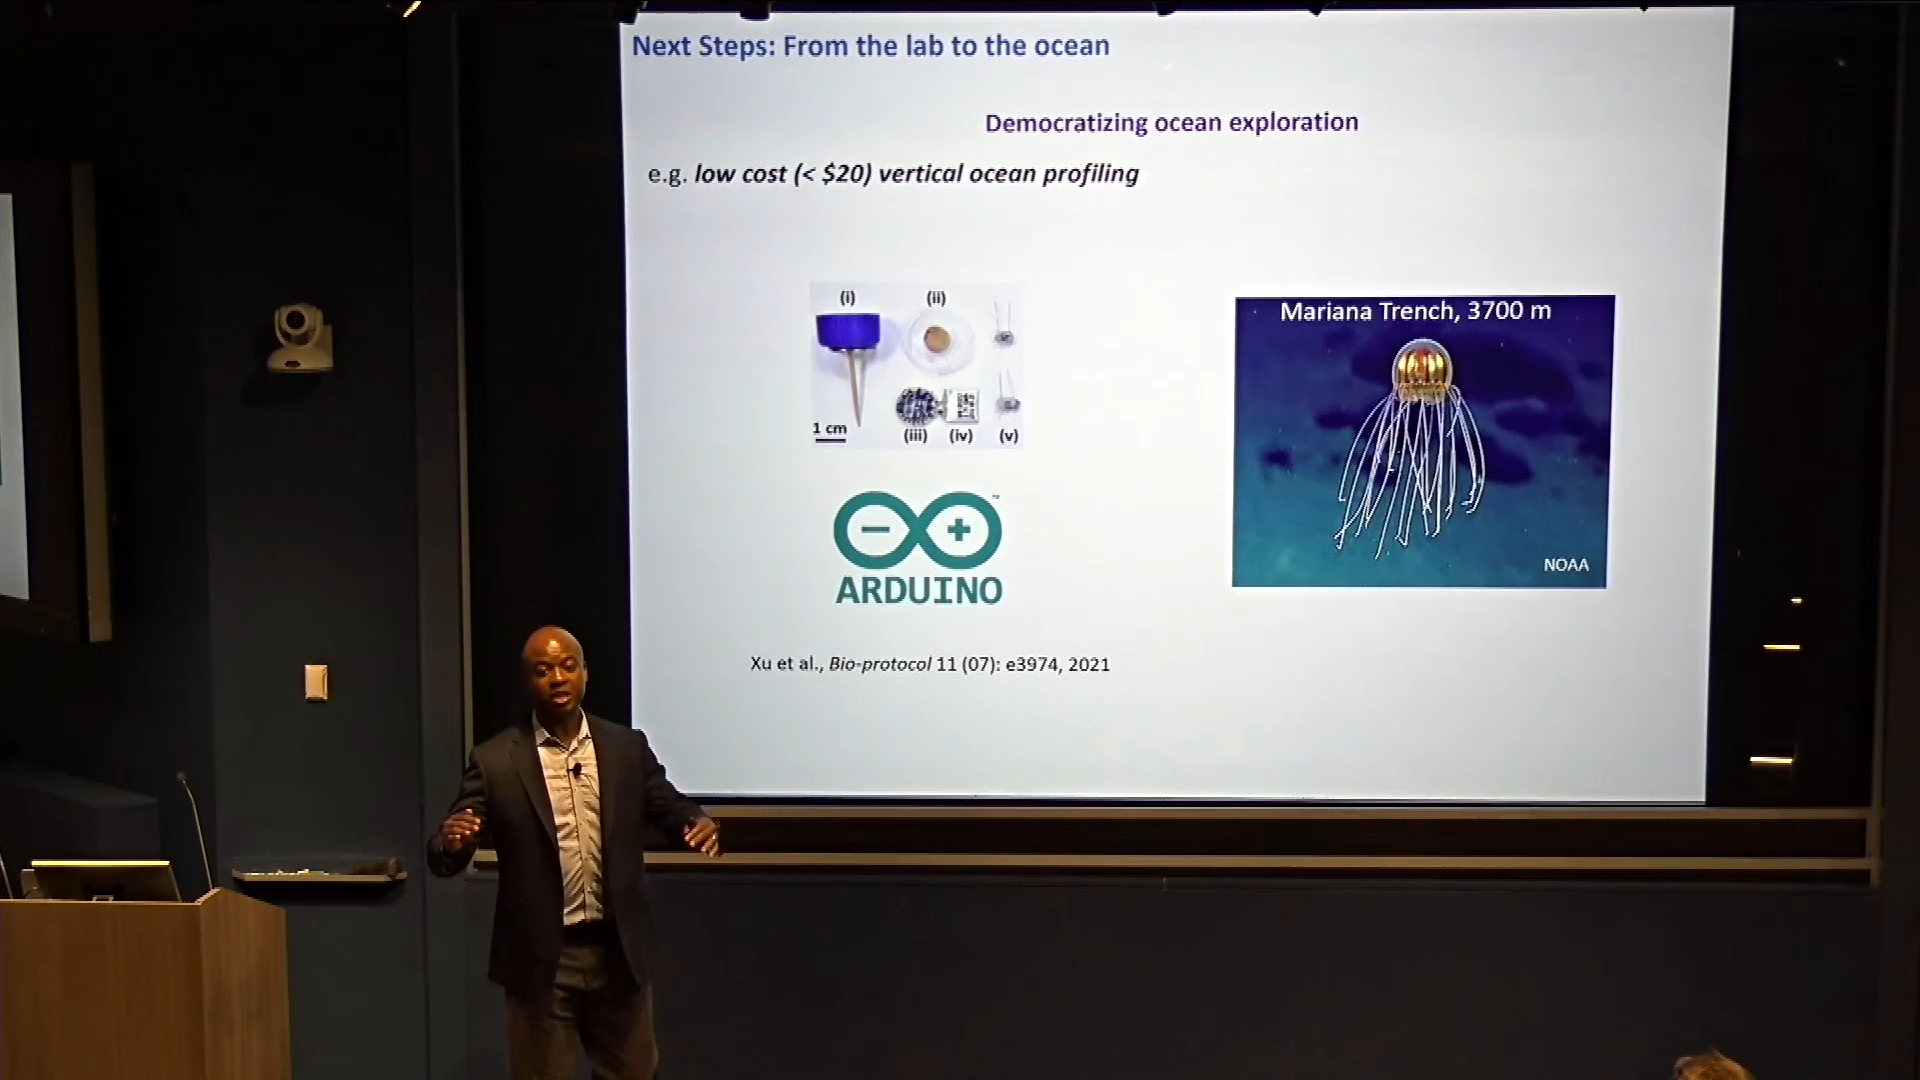 Next Steps: From the lab to the ocean
Democratizing ocean exploration
e.g. low cost (< $20) vertical ocean profiling
(i) (ii)
1 cm
(iii) (iv) (v)
Mariana Trench, 3700 m
NOAA
ARDUINO
Xu et al., Bio-protocol 11 (07): e3974, 2021